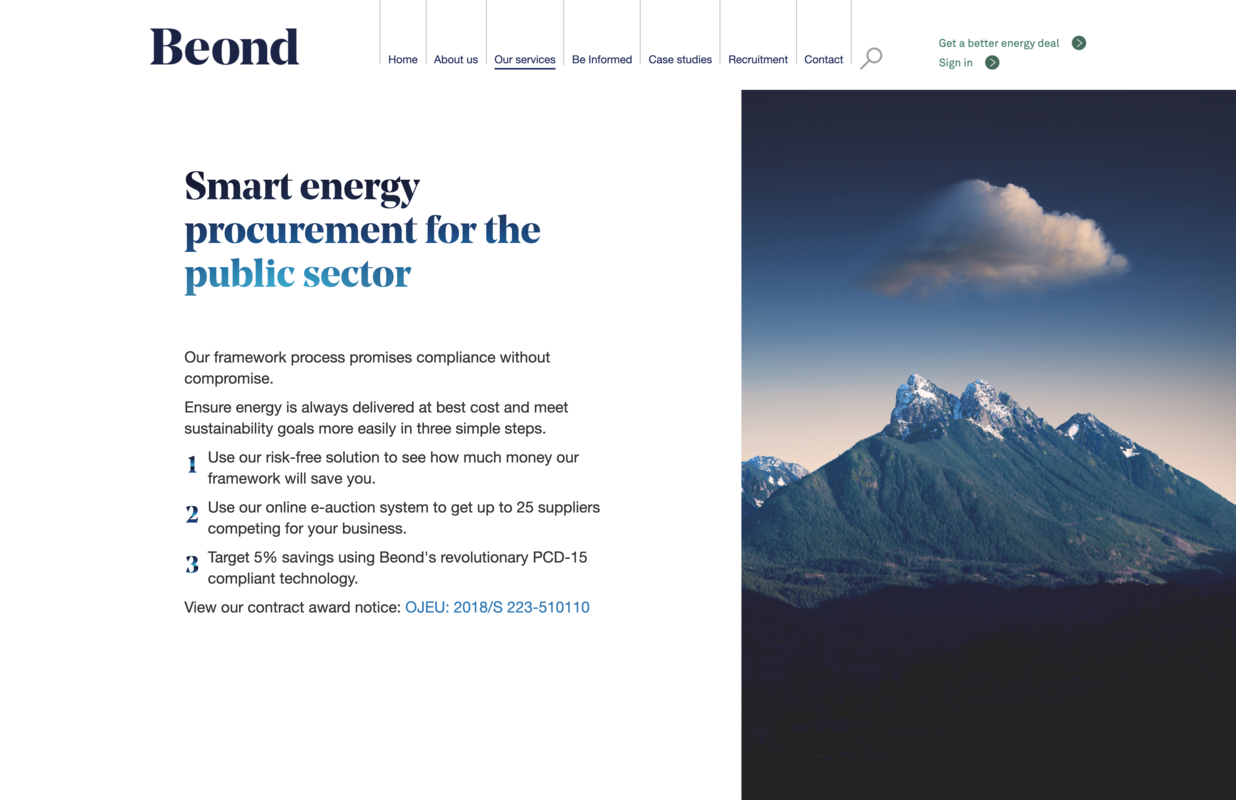 Beond
Home
About us
Our services
Be Informed
Case studies
Recruitment
Contact
Get a better energy deal
Sign in
Smart energy
procurement for the
public sector
Our framework process promises compliance without
compromise.
Ensure energy is always delivered at best cost and meet
sustainability goals more easily in three simple steps.
1 Use our risk-free solution to see how much money our
framework will save you.
2 Use our online e-auction system to get up to 25 suppliers
competing for your business.
3 Target 5% savings using Beond's revolutionary PCD-15
compliant technology.
View our contract award notice: OJEU: 2018/S 223-510110